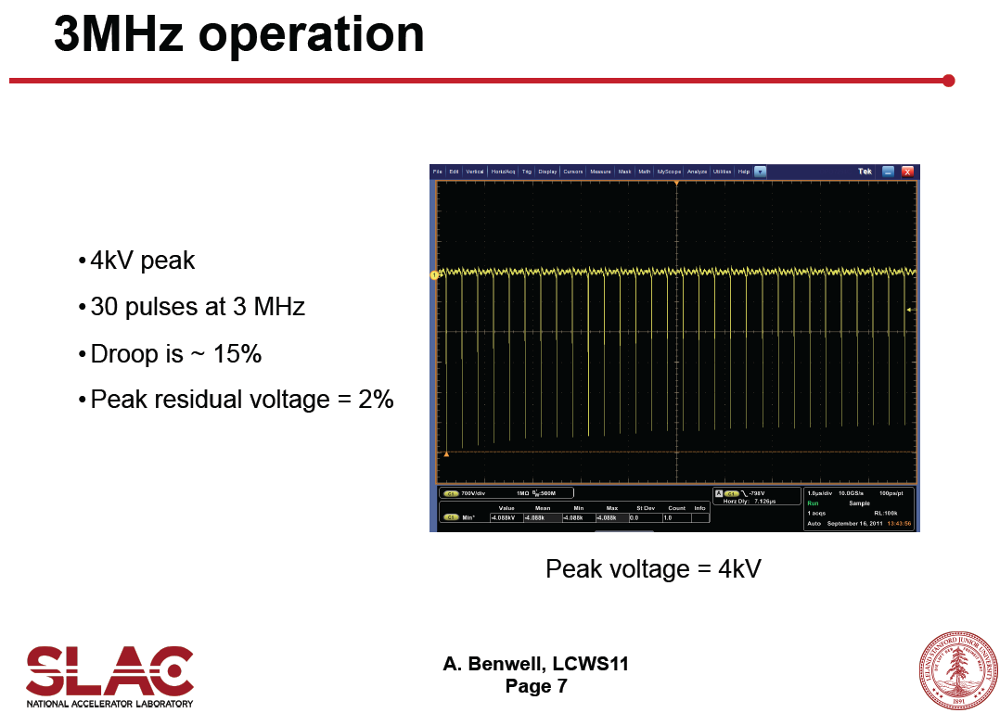 3MHz operation
• 4kV peak
• 30 pulses at 3 MHz
• Droop is ~ 15%
• Peak residual voltage = 2%
File Edit Vertical Horiz/Acq Trig Display Cursors Measure Mask Math MyScope Analyze Utilities Help Tek X
1
C1 700V/div 1MΩ :500M
A C1 -798V
Horz Dly: 7.126µs
1.0µs/div 10.0GS/s 100ps/pt
Run Sample
1 acqs RL:100k
Auto September 16, 2011 13:43:56
Value Mean Min Max St Dev Count Info
C1 Min* -4.088kV -4.088k -4.088k -4.088k 0.0 1.0
Peak voltage = 4kV
SLAC
NATIONAL ACCELERATOR LABORATORY
A. Benwell, LCWS11
Page 7
LELAND STANFORD JUNIOR UNIVERSITY
1891